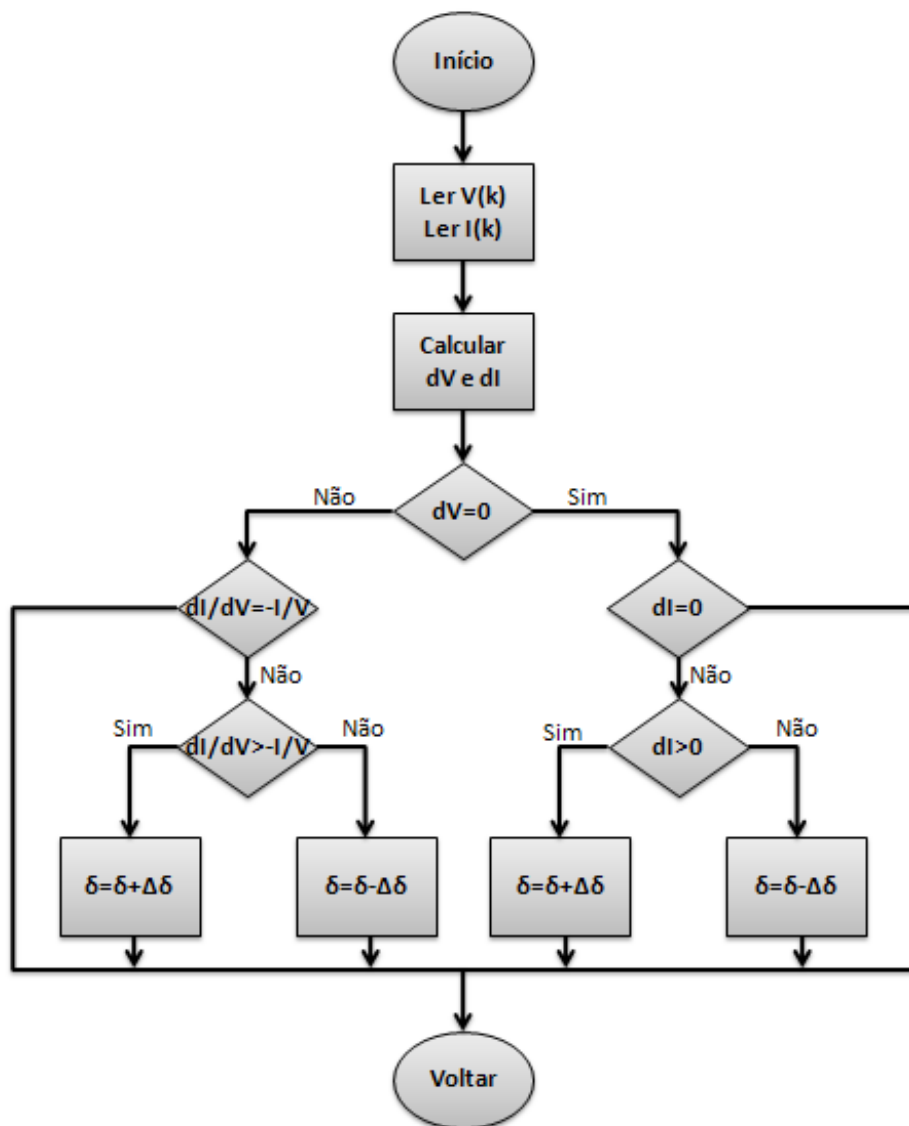 Início
Ler V(k)
Ler I(k)
Calcular
dV e dI
Não
dV=0
Sim
dI/dV=-I/V
dI=0
Não
Não
Sim
dI/dV>-I/V
Não
Sim
dI>0
Não
δ=δ+Δδ
δ=δ-Δδ
δ=δ+Δδ
δ=δ-Δδ
Voltar